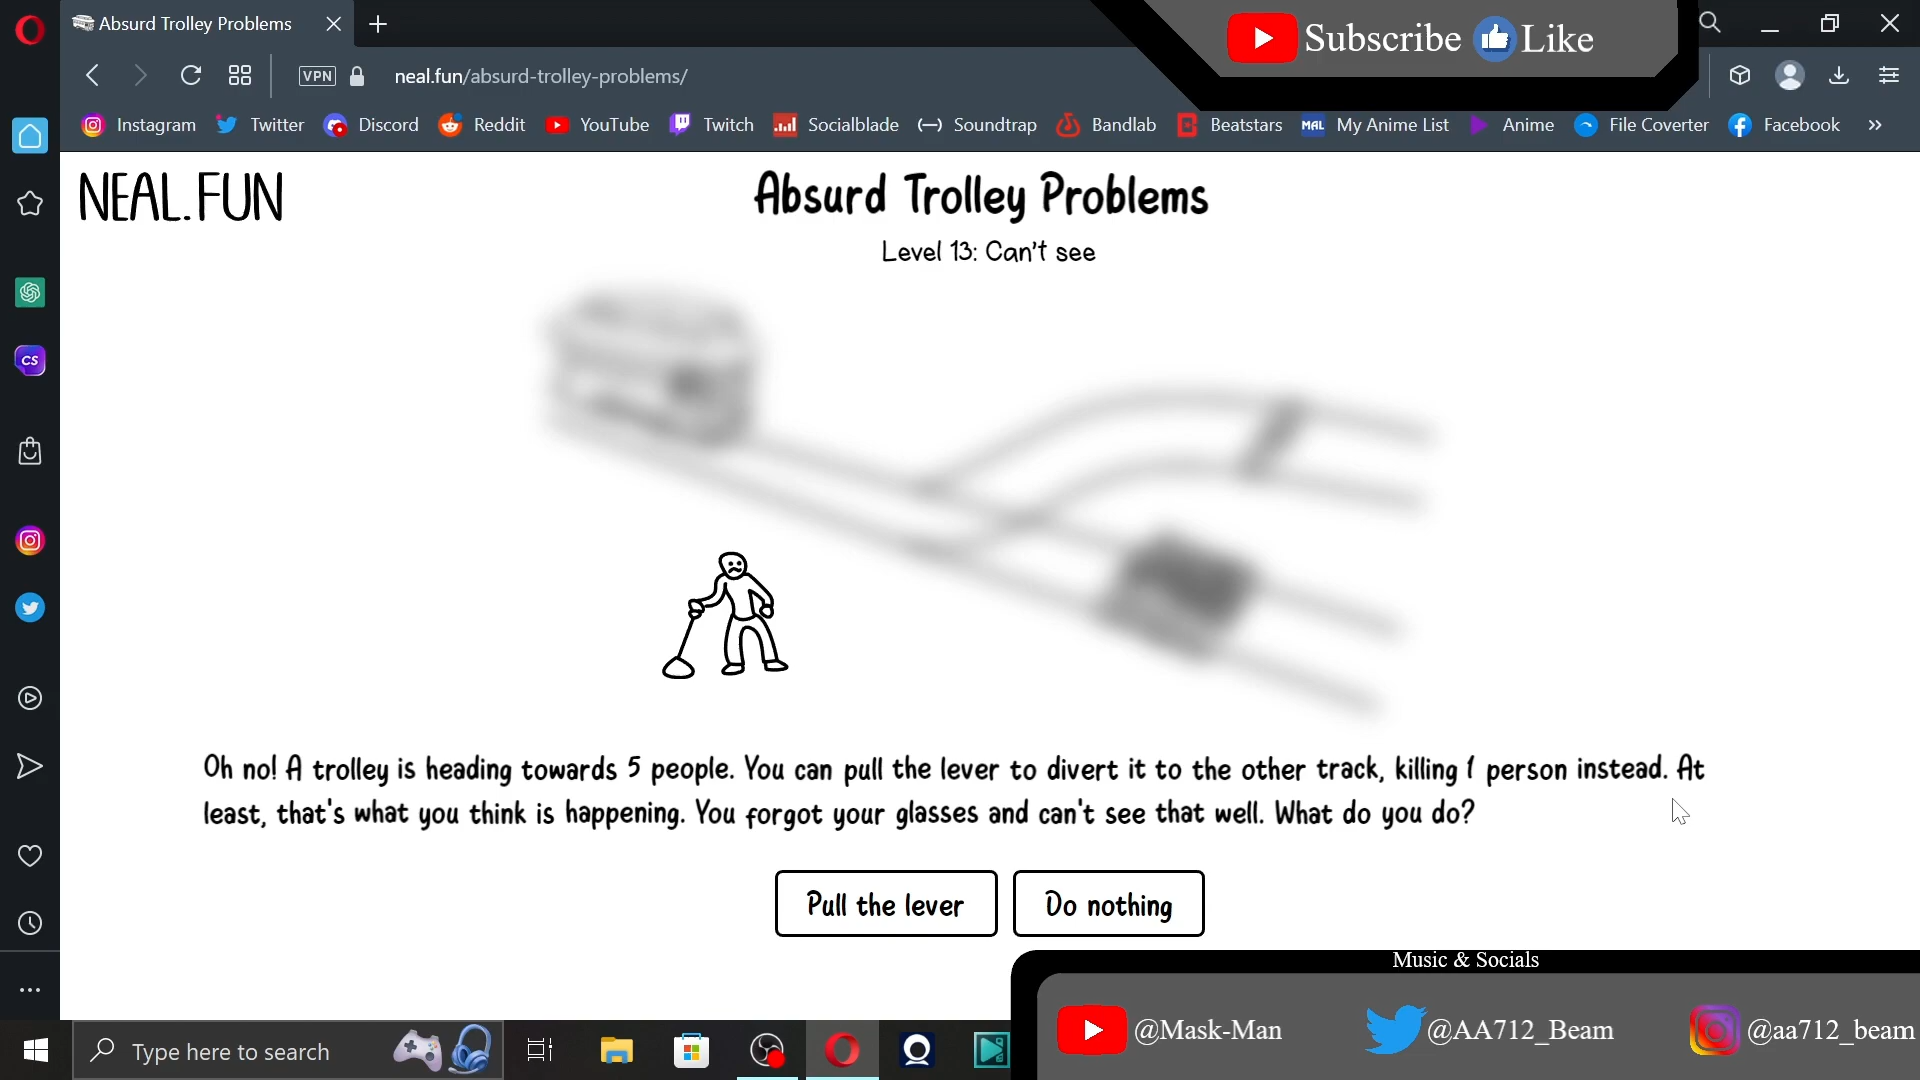 Absurd Trolley Problems
Subscribe Like
VPN neal.fun/absurd-trolley-problems/
Instagram Twitter Discord Reddit YouTube Twitch Socialblade Soundtrap Bandlab Beatstars MAL My Anime List Anime File Coverter Facebook
NEAL.FUN
Absurd Trolley Problems
Level 13: Can't see
CS
Oh no! A trolley is heading towards 5 people. You can pull the lever to divert it to the other track, killing 1 person instead. At
least, that's what you think is happening. You forgot your glasses and can't see that well. What do you do?
Pull the lever Do nothing
Music & Socials
@Mask-Man @AA712_Beam @aa712_beam
Type here to search